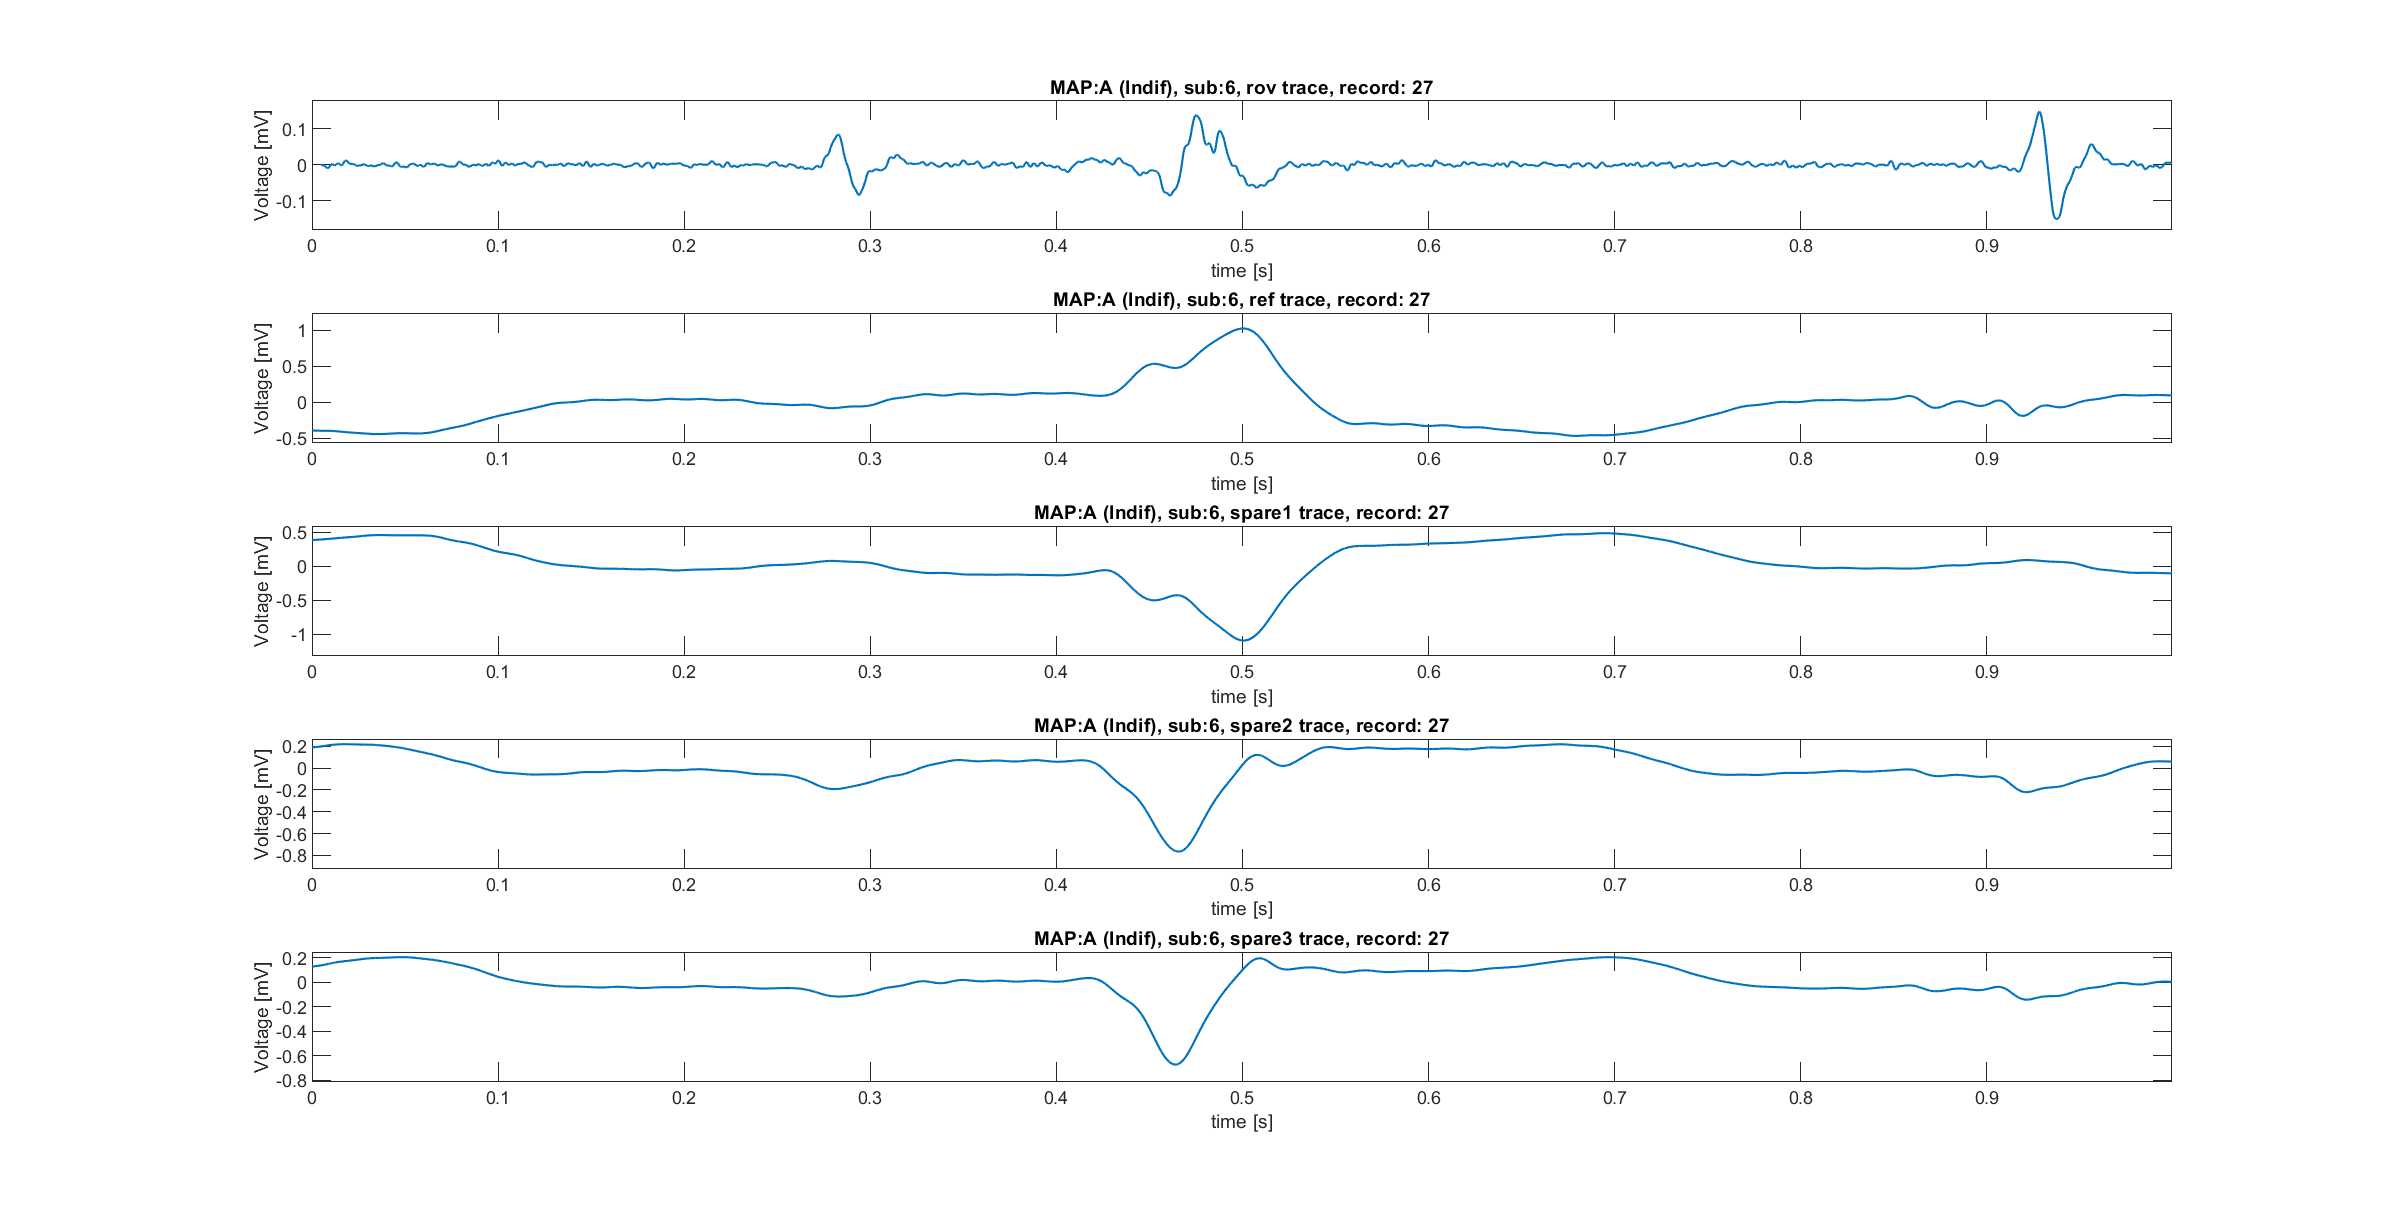 MAP:A (Indif), sub:6, rov trace, record: 27
Voltage [mV]
0.1
0
-0.1
0 0.1 0.2 0.3 0.4 0.5 0.6 0.7 0.8 0.9
time [s]
MAP:A (Indif), sub:6, ref trace, record: 27
Voltage [mV]
1
0.5
0
-0.5
0 0.1 0.2 0.3 0.4 0.5 0.6 0.7 0.8 0.9
time [s]
MAP:A (Indif), sub:6, spare1 trace, record: 27
Voltage [mV]
0.5
0
-0.5
-1
0 0.1 0.2 0.3 0.4 0.5 0.6 0.7 0.8 0.9
time [s]
MAP:A (Indif), sub:6, spare2 trace, record: 27
Voltage [mV]
0.2
0
-0.2
-0.4
-0.6
-0.8
0 0.1 0.2 0.3 0.4 0.5 0.6 0.7 0.8 0.9
time [s]
MAP:A (Indif), sub:6, spare3 trace, record: 27
Voltage [mV]
0.2
0
-0.2
-0.4
-0.6
-0.8
0 0.1 0.2 0.3 0.4 0.5 0.6 0.7 0.8 0.9
time [s]